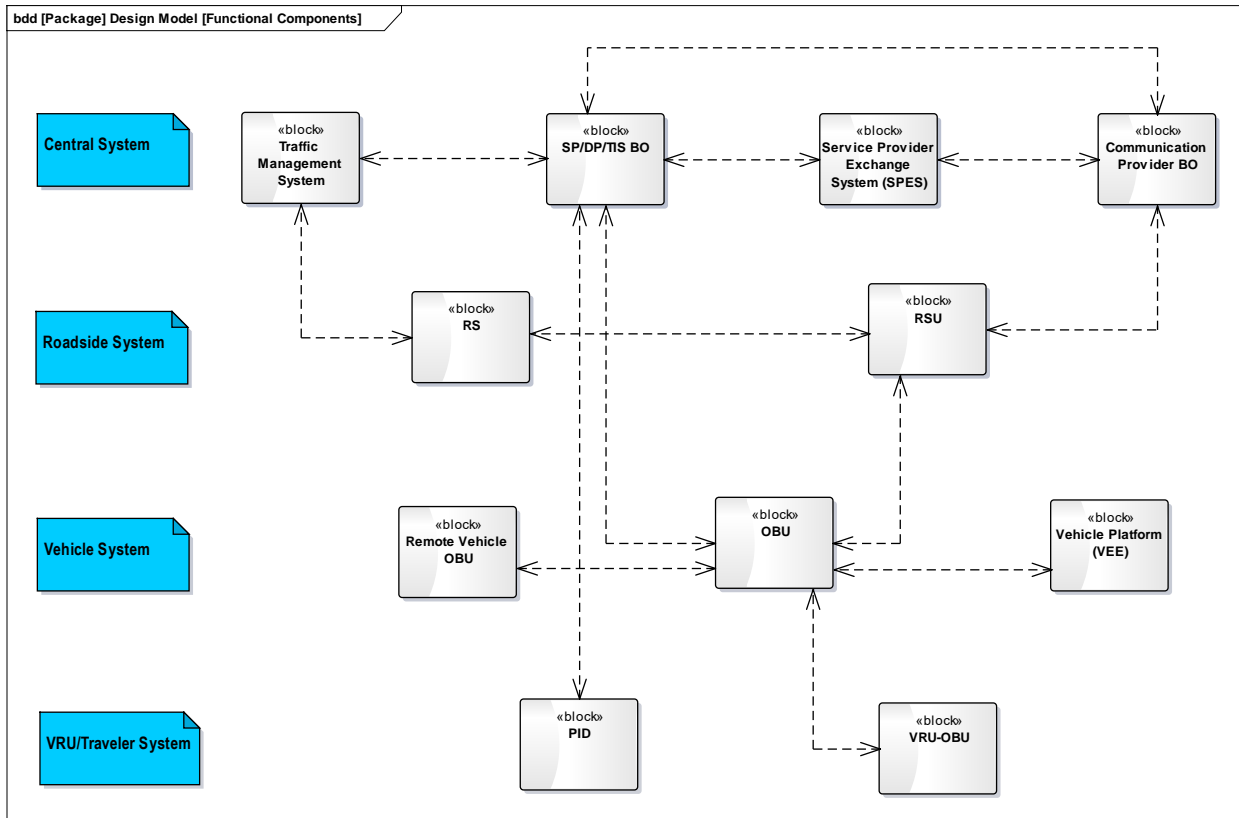 bdd [Package] Design Model [Functional Components]
Central System
«block»
Traffic
Management
System
«block»
SP/DP/TIS BO
«block»
Service Provider
Exchange
System (SPES)
«block»
Communication
Provider BO
Roadside System
«block»
RS
«block»
RSU
Vehicle System
«block»
Remote Vehicle
OBU
«block»
OBU
«block»
Vehicle Platform
(VEE)
VRU/Traveler System
«block»
PID
«block»
VRU-OBU